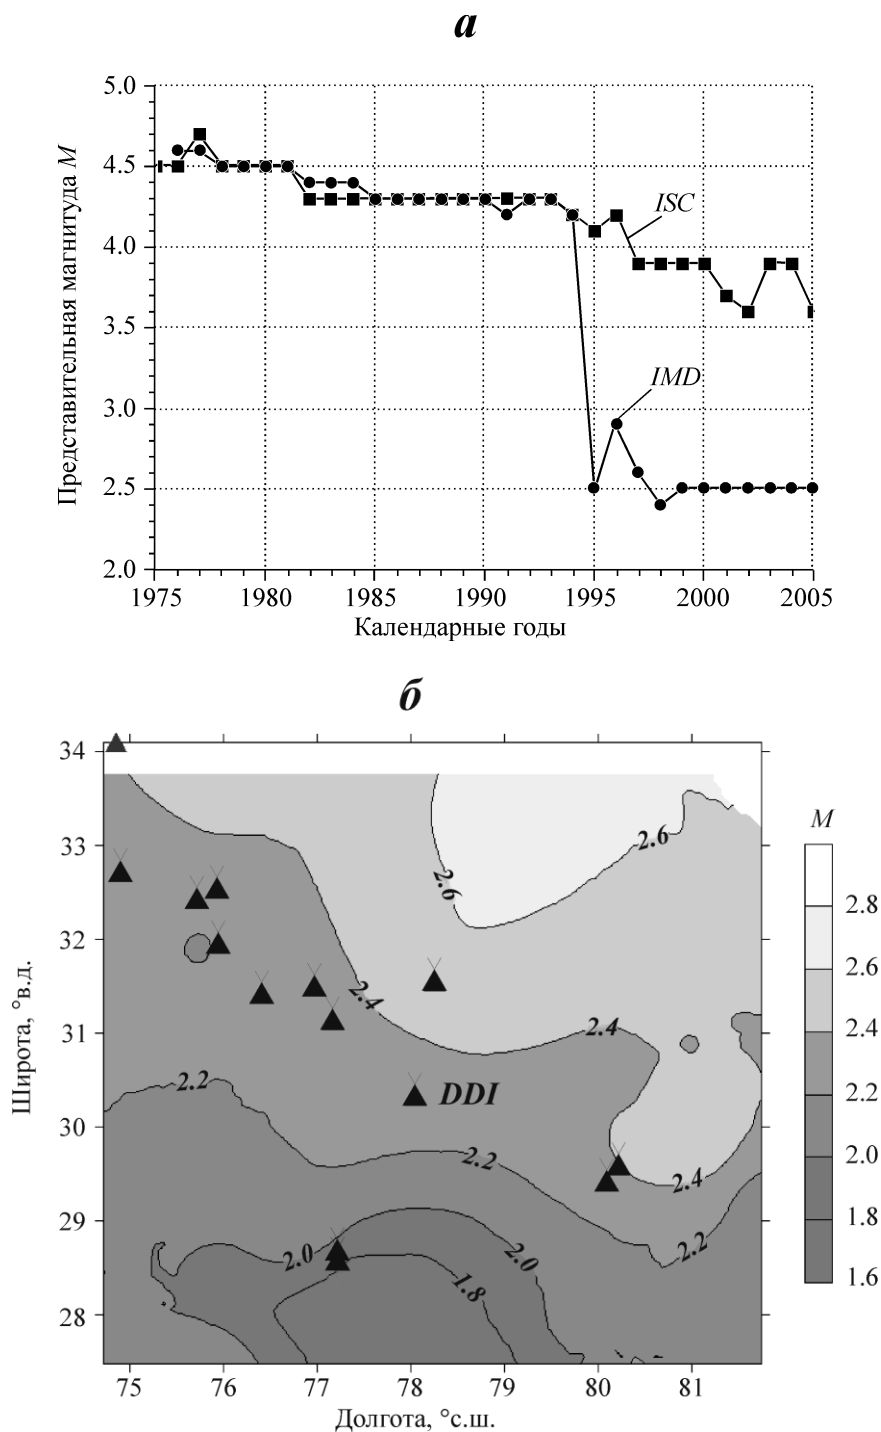 а
5.0
4.5
4.0
3.5
3.0
2.5
2.0
Представительная магнитуда M
ISC
IMD
1975 1980 1985 1990 1995 2000 2005
Календарные годы
б
34
33
32
31
30
29
28
Широта, °в.д.
2.6
2.6
2.4
2.4
2.2
DDI
2.2
2.4
2.2
2.0
2.0
1.8
75 76 77 78 79 80 81
Долгота, °с.ш.
M
2.8
2.6
2.4
2.2
2.0
1.8
1.6